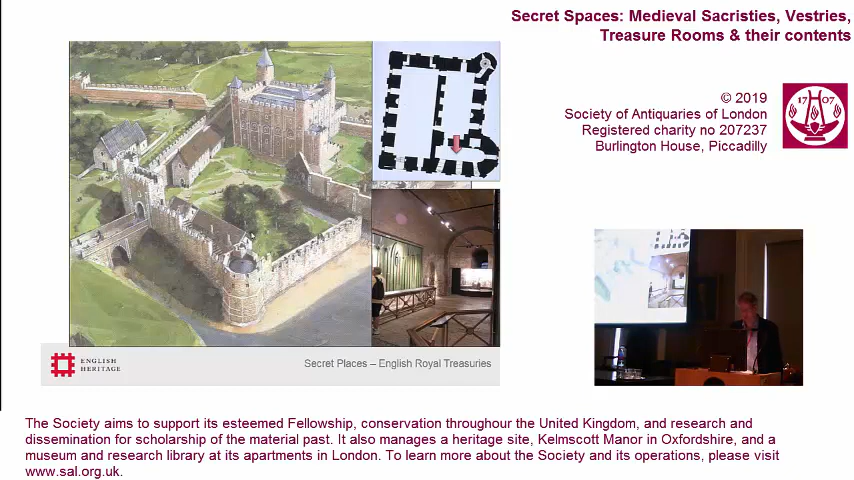 Secret Spaces: Medieval Sacristies, Vestries,
Treasure Rooms & their contents
© 2019
Society of Antiquaries of London
Registered charity no 207237
Burlington House, Piccadilly
17 07
ENGLISH
HERITAGE
Secret Places – English Royal Treasuries
The Society aims to support its esteemed Fellowship, conservation throughour the United Kingdom, and research and
dissemination for scholarship of the material past. It also manages a heritage site, Kelmscott Manor in Oxfordshire, and a
museum and research library at its apartments in London. To learn more about the Society and its operations, please visit
www.sal.org.uk.